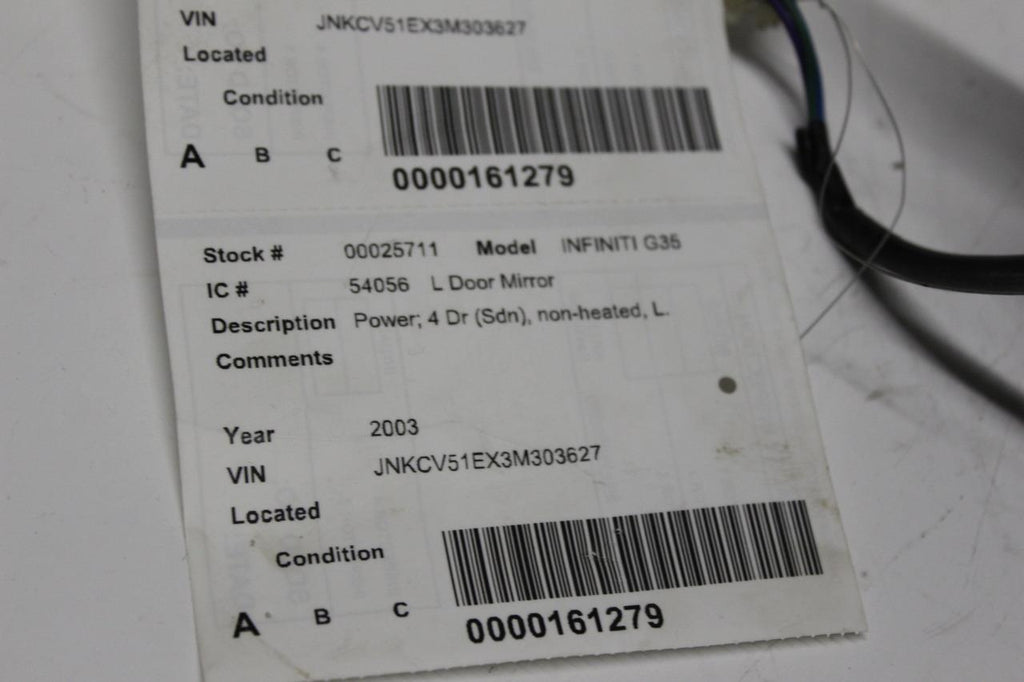 VIN JNKCV51EX3M303627
Located
Condition
A B C
0000161279
Stock # 00025711 Model INFINITI G35
IC # 54056 L Door Mirror
Description Power; 4 Dr (Sdn), non-heated, L.
Comments
Year 2003
VIN JNKCV51EX3M303627
Located
Condition
A B C
0000161279